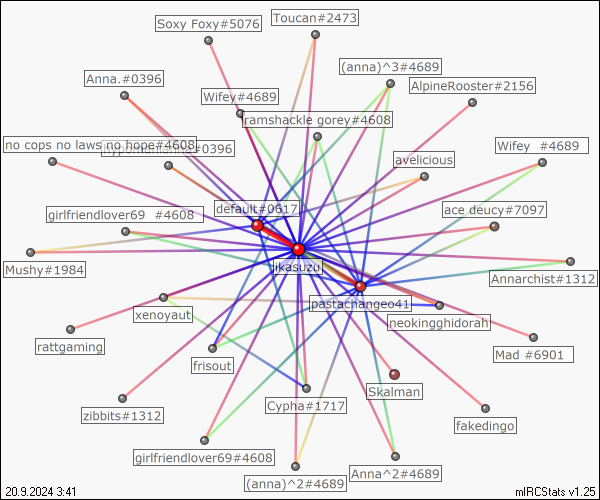 Soxy Foxy#5076
Toucan#2473
(anna)^3#4689
Anna.#0396
AlpineRooster#2156
Wifey#4689
ramshackle gorey#4608
no cops no laws no hope#4608
#0396
avelicious
Wifey #4689
girlfriendlover69 #4608
default#0617
ace deucy#7097
Mushy#1984
likasuzu
Annarchist#1312
xenoyaut
pastachangeo41
neokingghidorah
rattgaming
frisout
Mad #6901
Skalman
zibbits#1312
Cypha#1717
fakedingo
girlfriendlover69#4608
(anna)^2#4689
Anna^2#4689
20.9.2024 3:41
mIRCStats v1.25